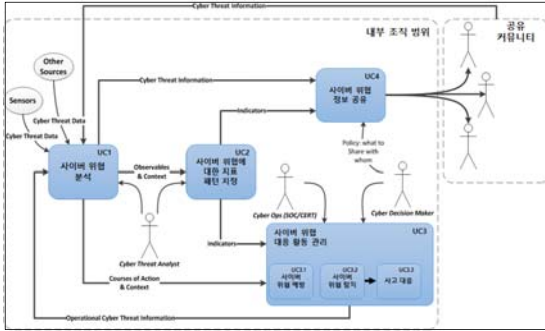 Cyber Threat Information
내부 조직 범위
공유
커뮤니티
Other
Sources
Sensors
Cyber Threat Data
Cyber Threat Data
Cyber Threat Information
UC4
사이버 위협
정보 공유
UC1
사이버 위협
분석
Observables
& Context
UC2
사이버 위협에
대한 지표
패턴 지정
Indicators
Policy: what to
Share with
whom
Cyber Threat Analyst
Cyber Ops (SOC/CERT)
Cyber Decision Maker
Indicators
UC3
사이버 위협
대응 활동 관리
Courses of Action
& Context
UC3.1
사이버
위협 예방
UC3.2
사이버
위협 탐지
UC3.3
사고 대응
Operational Cyber Threat Information